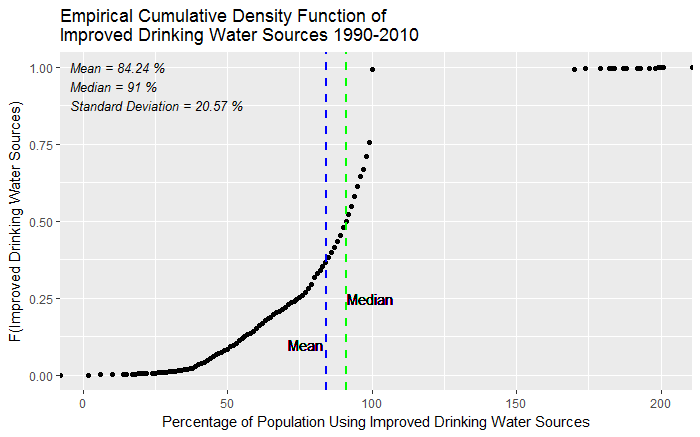 Empirical Cumulative Density Function of
Improved Drinking Water Sources 1990-2010
Mean = 84.24 %
Median = 91 %
Standard Deviation = 20.57 %
F(Improved Drinking Water Sources)
1.00
0.75
0.50
0.25
0.00
Median
Mean
0 50 100 150 200
Percentage of Population Using Improved Drinking Water Sources